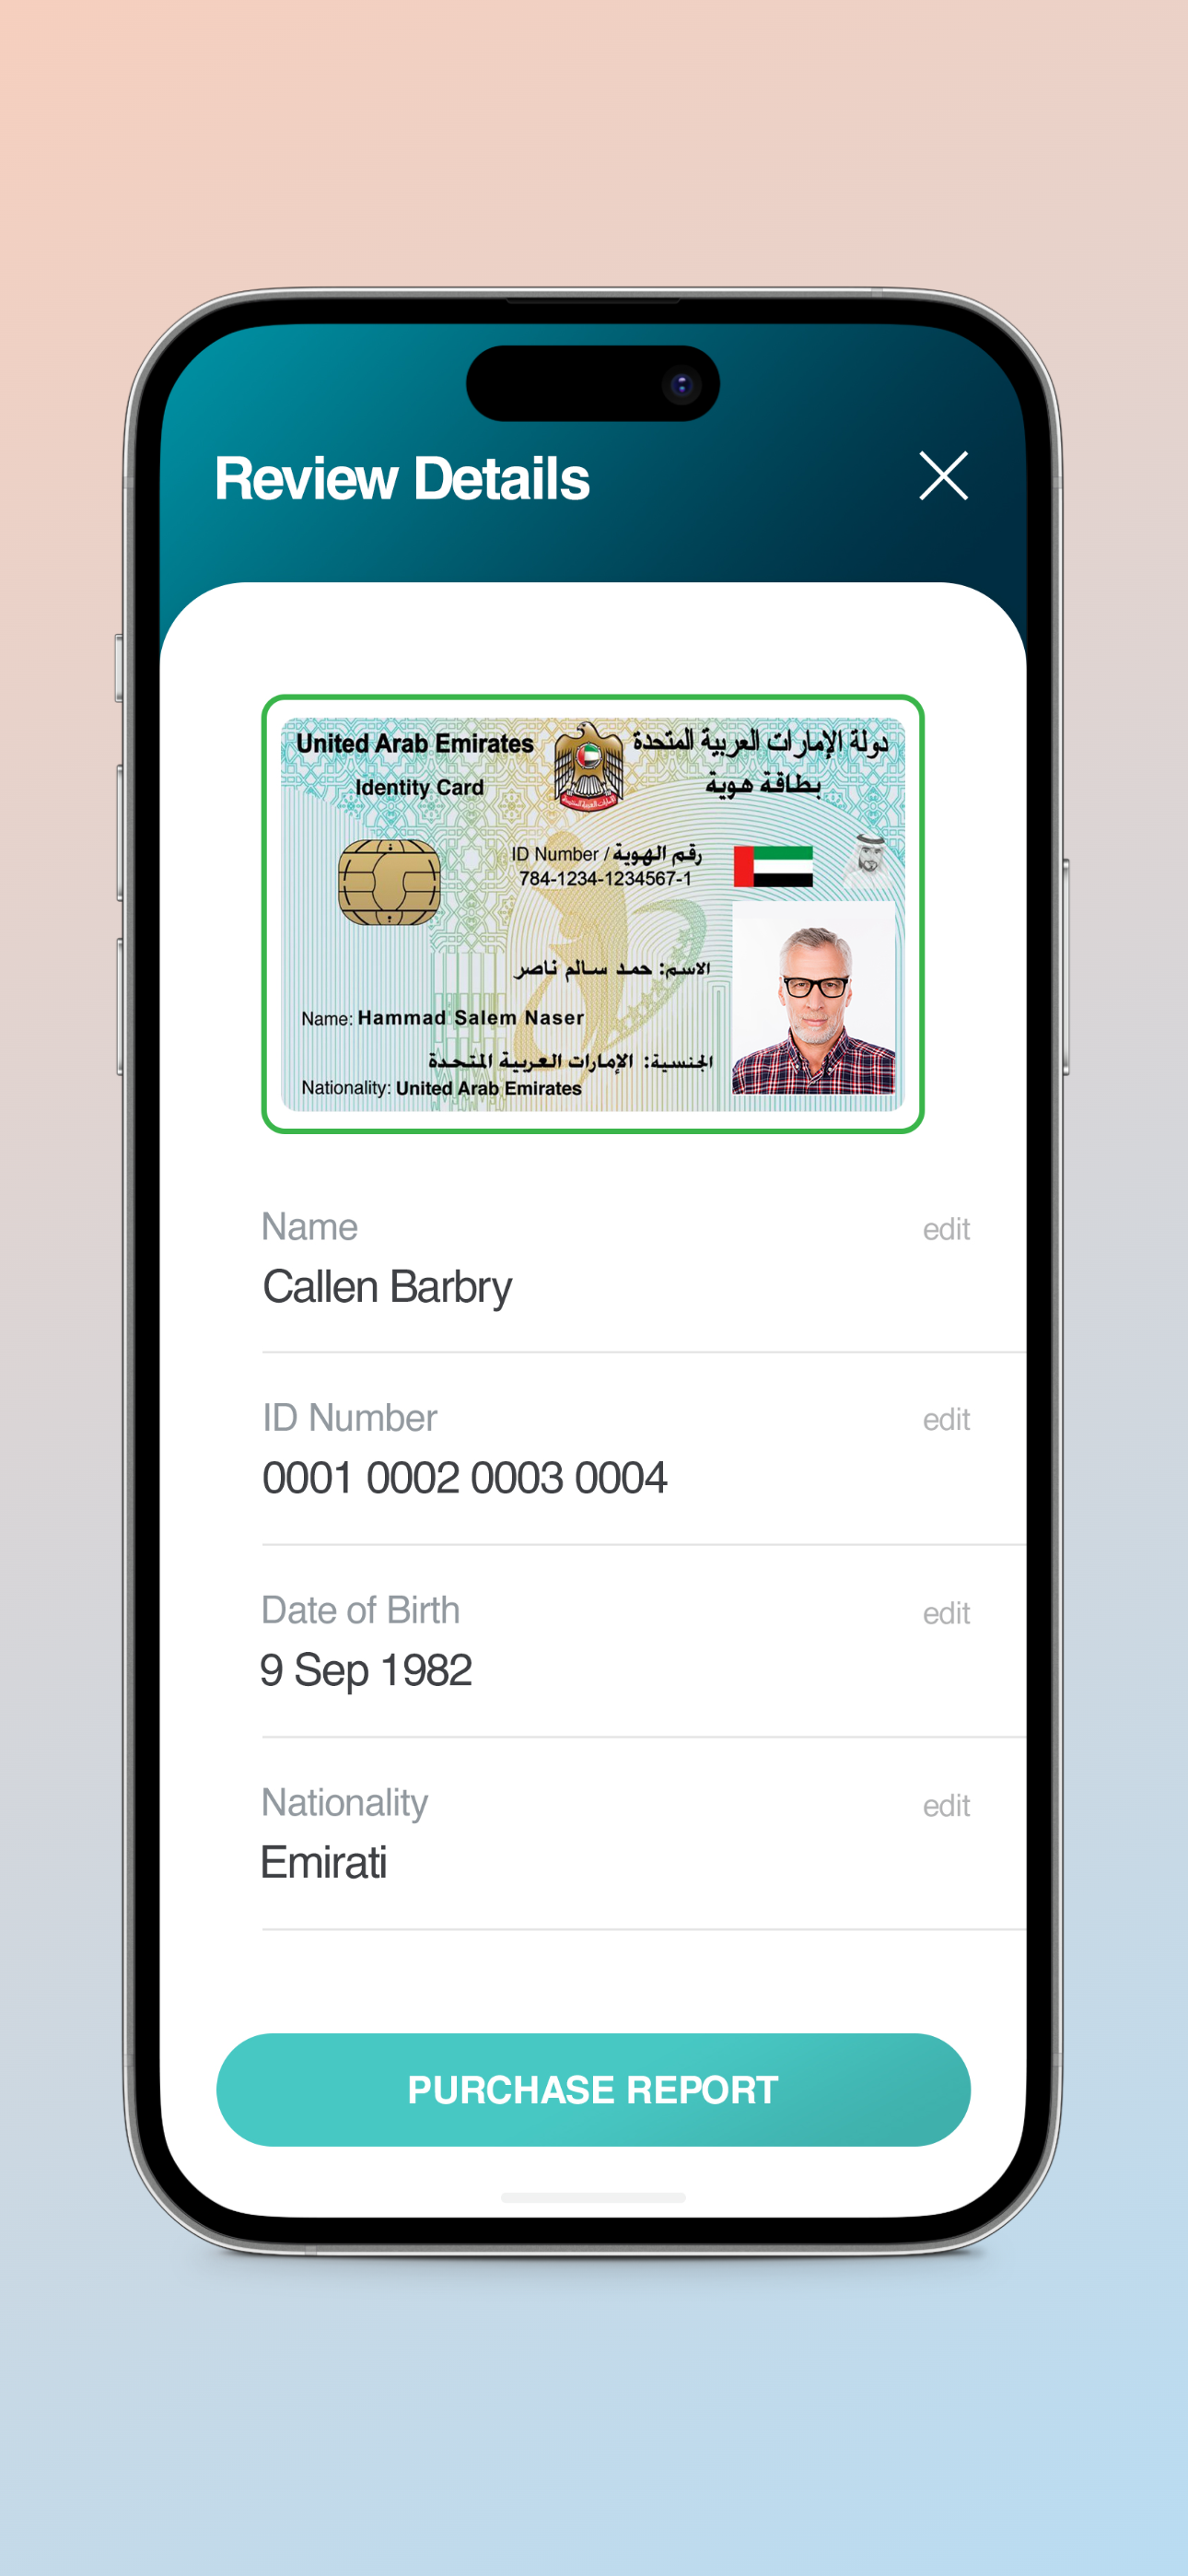 Review Details
United Arab Emirates
دولة الإمارات العربية المتحدة
Identity Card
بطاقة هوية
ID Number / رقم الهوية
784-1234-1234567-1
الاسم: حمد سالم ناصر
Name: Hammad Salem Naser
الجنسية: الإمارات العربية المتحدة
Nationality: United Arab Emirates
Name
edit
Callen Barbry
ID Number
edit
0001 0002 0003 0004
Date of Birth
edit
9 Sep 1982
Nationality
edit
Emirati
PURCHASE REPORT